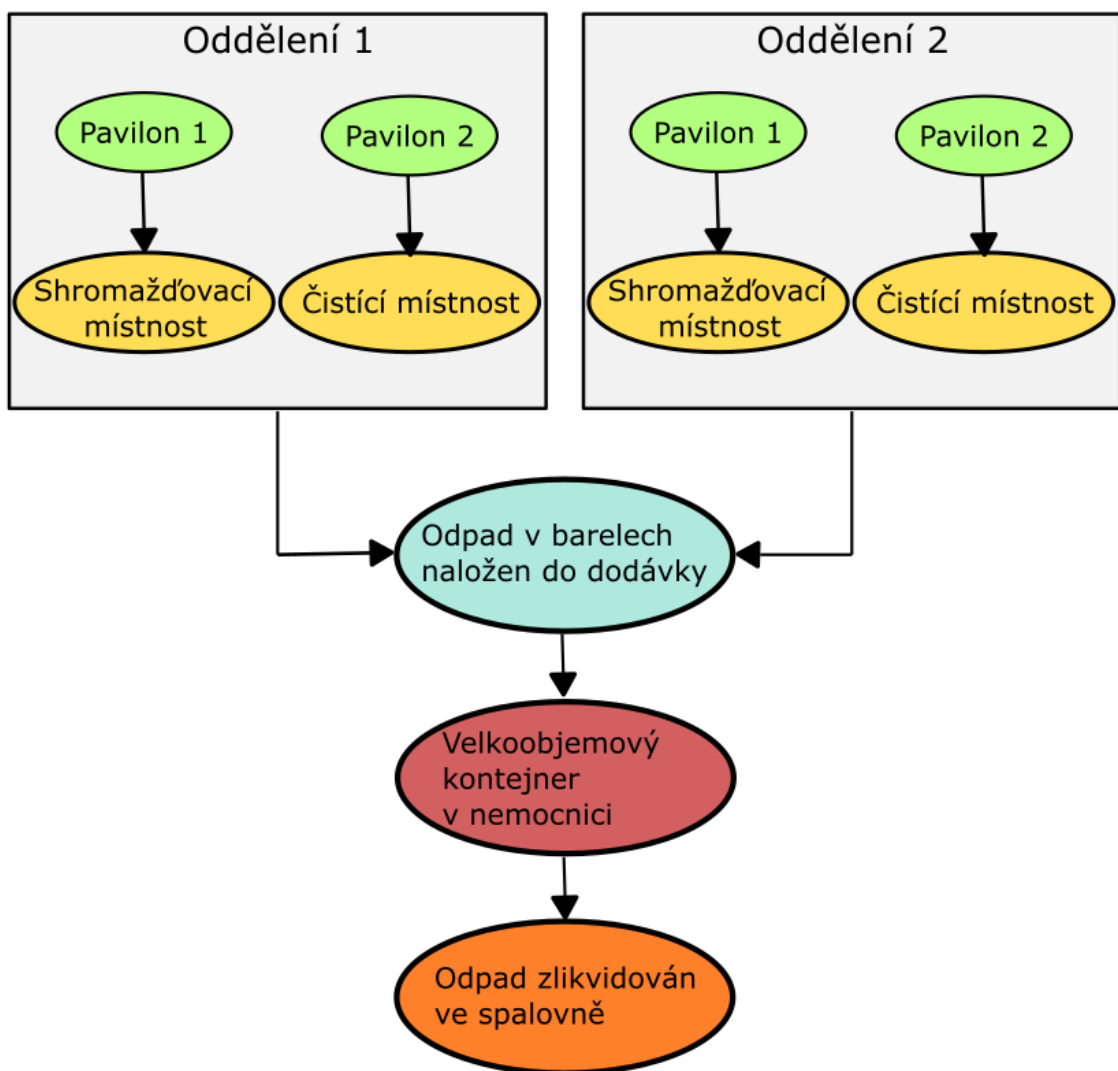 Oddělení 1
Pavilon 1
Pavilon 2
Shromažďovací
místnost
Čistící místnost
Oddělení 2
Pavilon 1
Pavilon 2
Shromažďovací
místnost
Čistící místnost
Odpad v barelech
naložen do dodávky
Velkoobjemový
kontejner
v nemocnici
Odpad zlikvidován
ve spalovně